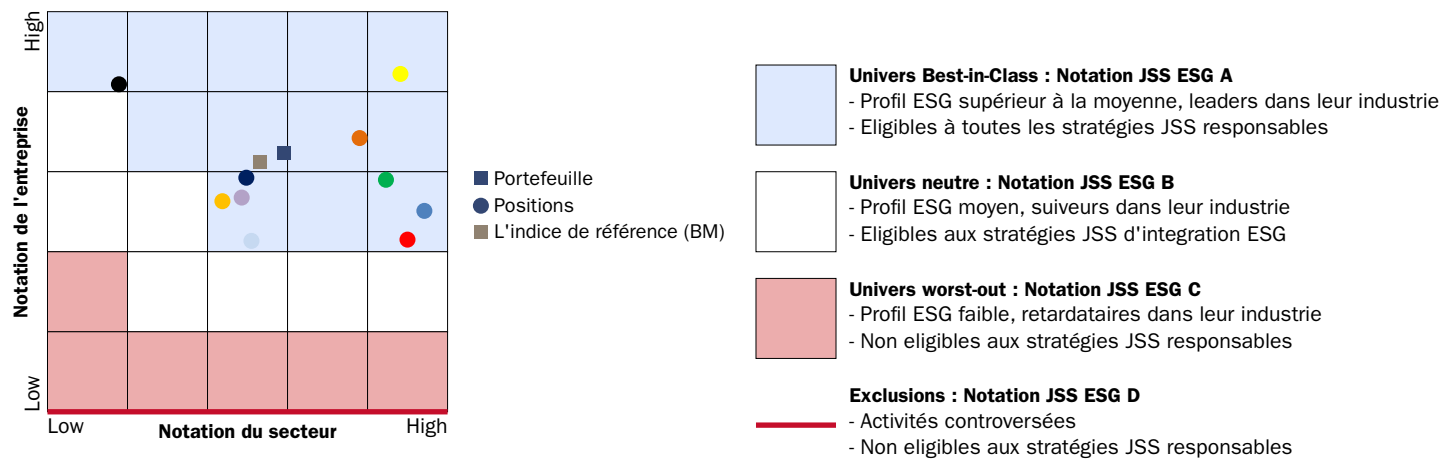 High
Notation de l'entreprise
Low
Low
Notation du secteur
High
Portefeuille
Positions
L'indice de référence (BM)
Univers Best-in-Class : Notation JSS ESG A
- Profil ESG supérieur à la moyenne, leaders dans leur industrie
- Eligibles à toutes les stratégies JSS responsables
Univers neutre : Notation JSS ESG B
- Profil ESG moyen, suiveurs dans leur industrie
- Eligibles aux stratégies JSS d'integration ESG
Univers worst-out : Notation JSS ESG C
- Profil ESG faible, retardataires dans leur industrie
- Non eligibles aux stratégies JSS responsables
Exclusions : Notation JSS ESG D
- Activités controversées
- Non eligibles aux stratégies JSS responsables